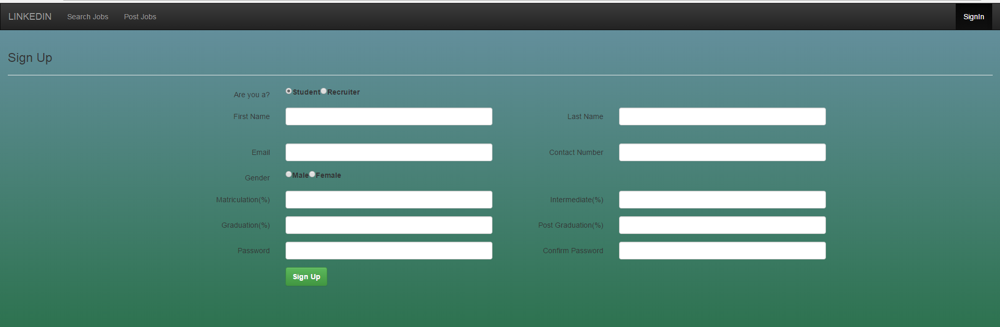 LINKEDIN Search Jobs Post Jobs SignIn
Sign Up
Are you a? Student Recruiter
First Name Last Name
Email Contact Number
Gender Male Female
Matriculation(%) Intermediate(%)
Graduation(%) Post Graduation(%)
Password Confirm Password
Sign Up